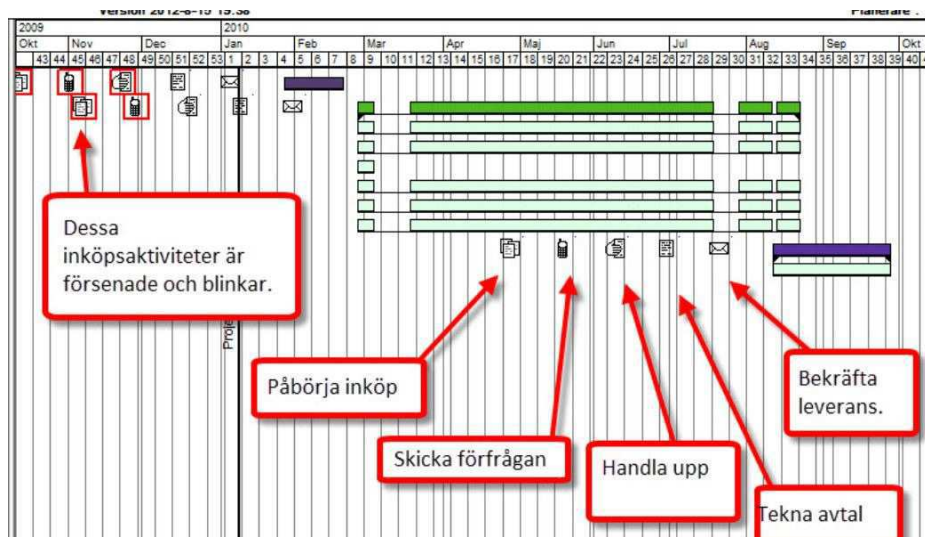 Version 2012-8-15 19:38 Planerare :
2009 2010
Okt Nov Dec Jan Feb Mar Apr Maj Jun Jul Aug Sep Okt
43 44 45 46 47 48 49 50 51 52 53 1 2 3 4 5 6 7 8 9 10 11 12 13 14 15 16 17 18 19 20 21 22 23 24 25 26 27 28 29 30 31 32 33 34 35 36 37 38 39 40
Dessa
inköpsaktiviteter är
försenade och blinkar.
Proje
Påbörja inköp
Skicka förfrågan
Handla upp
Tekna avtal
Bekräfta
leverans.